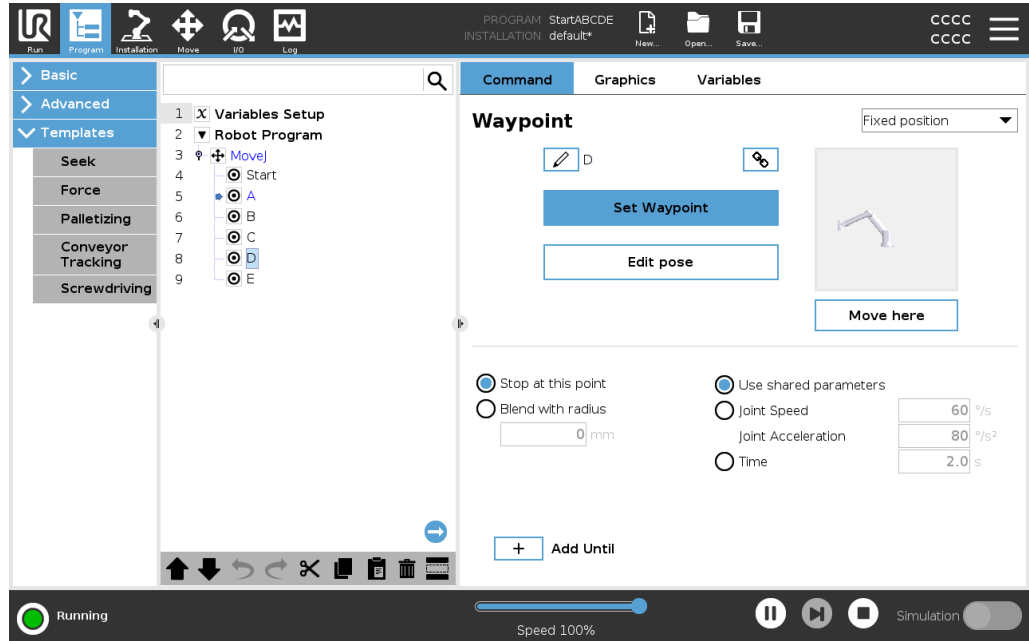 PROGRAM StartABCDE
INSTALLATION default*
CCCC
CCCC
UR
Run
Program
Installation
Move
I/O
Log
New...
Open...
Save...
Basic
Advanced
Templates
Seek
Force
Palletizing
Conveyor
Tracking
Screwdriving
1 X Variables Setup
2 Robot Program
3 MoveJ
4 Start
5 A
6 B
7 C
8 D
9 E
Command Graphics Variables
Waypoint
Fixed position
D
Set Waypoint
Edit pose
Move here
Stop at this point
Blend with radius
0 mm
Use shared parameters
Joint Speed 60 °/s
Joint Acceleration 80 °/s²
Time 2.0 s
+ Add Until
Running
Speed 100%
Simulation